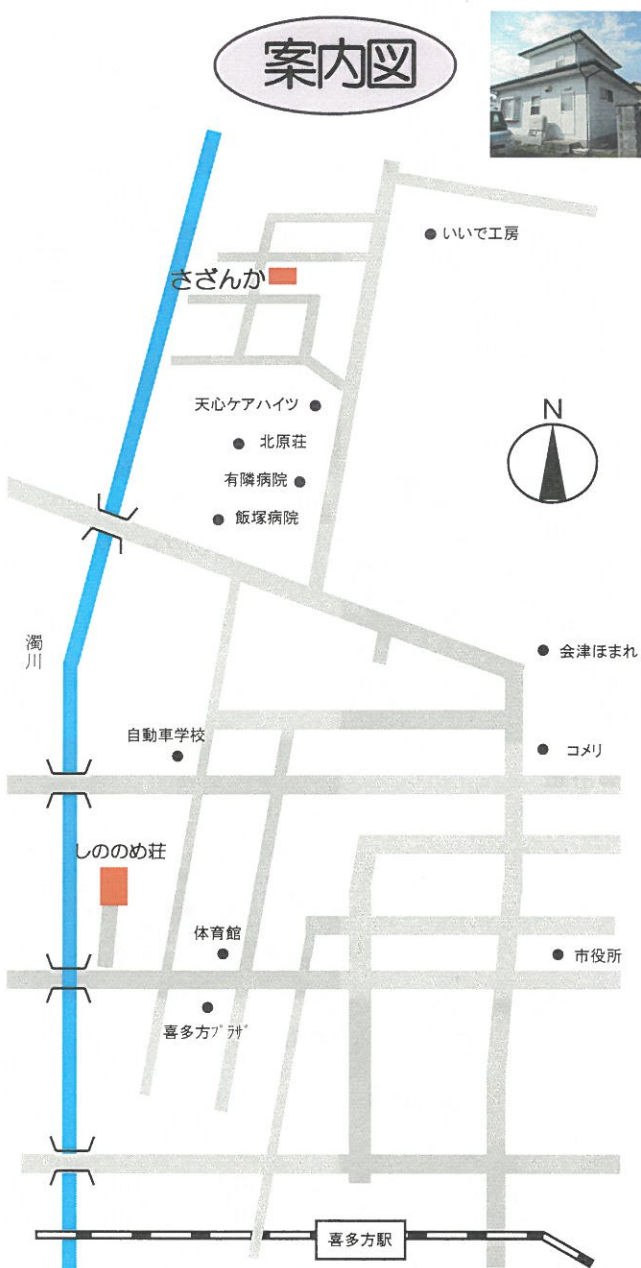 案内図
いいで工房
さざんか
天心ケアハイツ
N
北原荘
有隣病院
飯塚病院
濁川
会津ほまれ
自動車学校
コメリ
しののめ荘
体育館
市役所
喜多方プラザ
喜多方駅